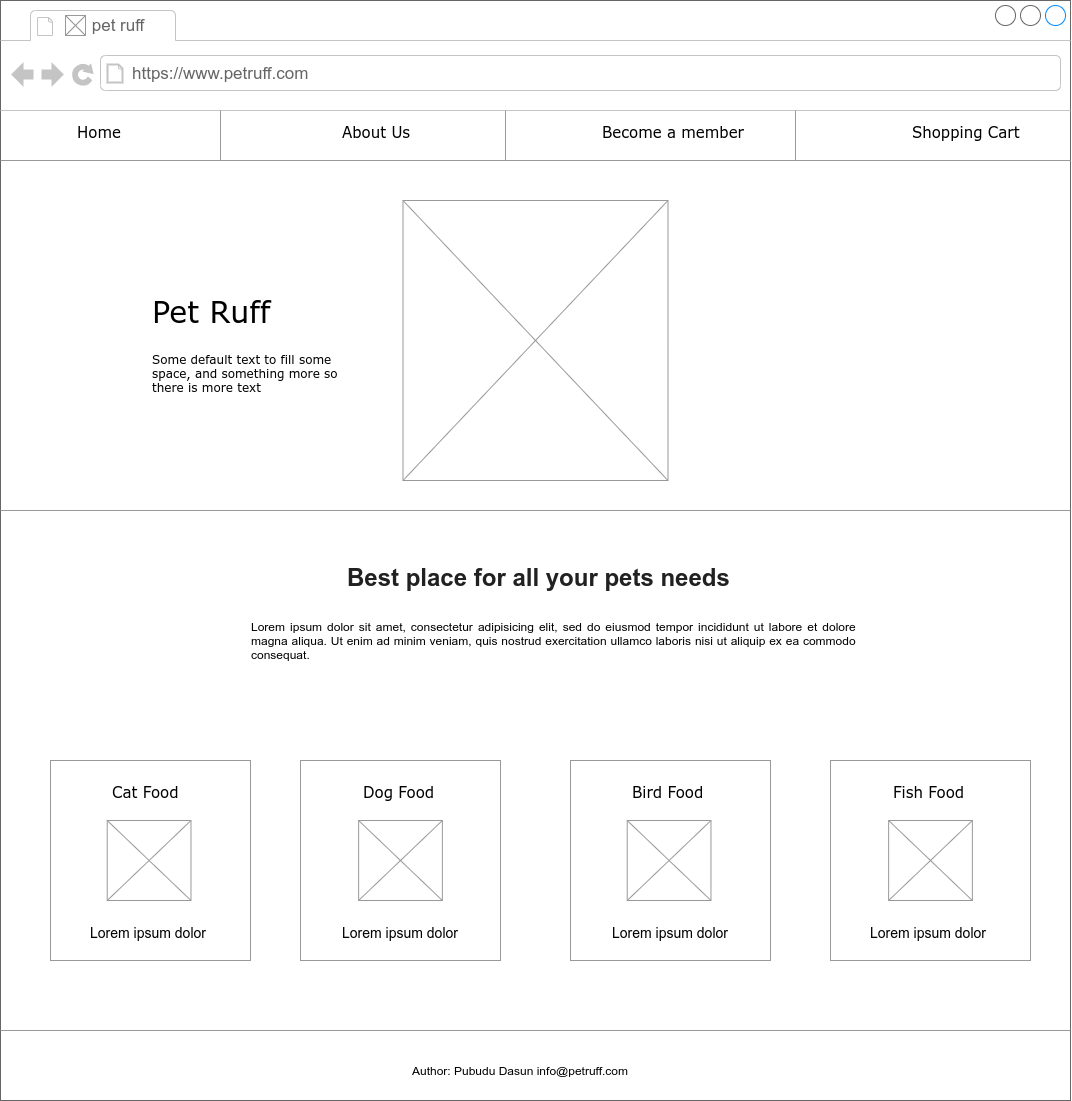 pet ruff
https://www.petruff.com
Home
About Us
Become a member
Shopping Cart
Pet Ruff
Some default text to fill some
space, and something more so
there is more text
Best place for all your pets needs
Lorem ipsum dolor sit amet, consectetur adipisicing elit, sed do eiusmod tempor incididunt ut labore et dolore
magna aliqua. Ut enim ad minim veniam, quis nostrud exercitation ullamco laboris nisi ut aliquip ex ea commodo
consequat.
Cat Food
Lorem ipsum dolor
Dog Food
Lorem ipsum dolor
Bird Food
Lorem ipsum dolor
Fish Food
Lorem ipsum dolor
Author: Pubudu Dasun info@petruff.com